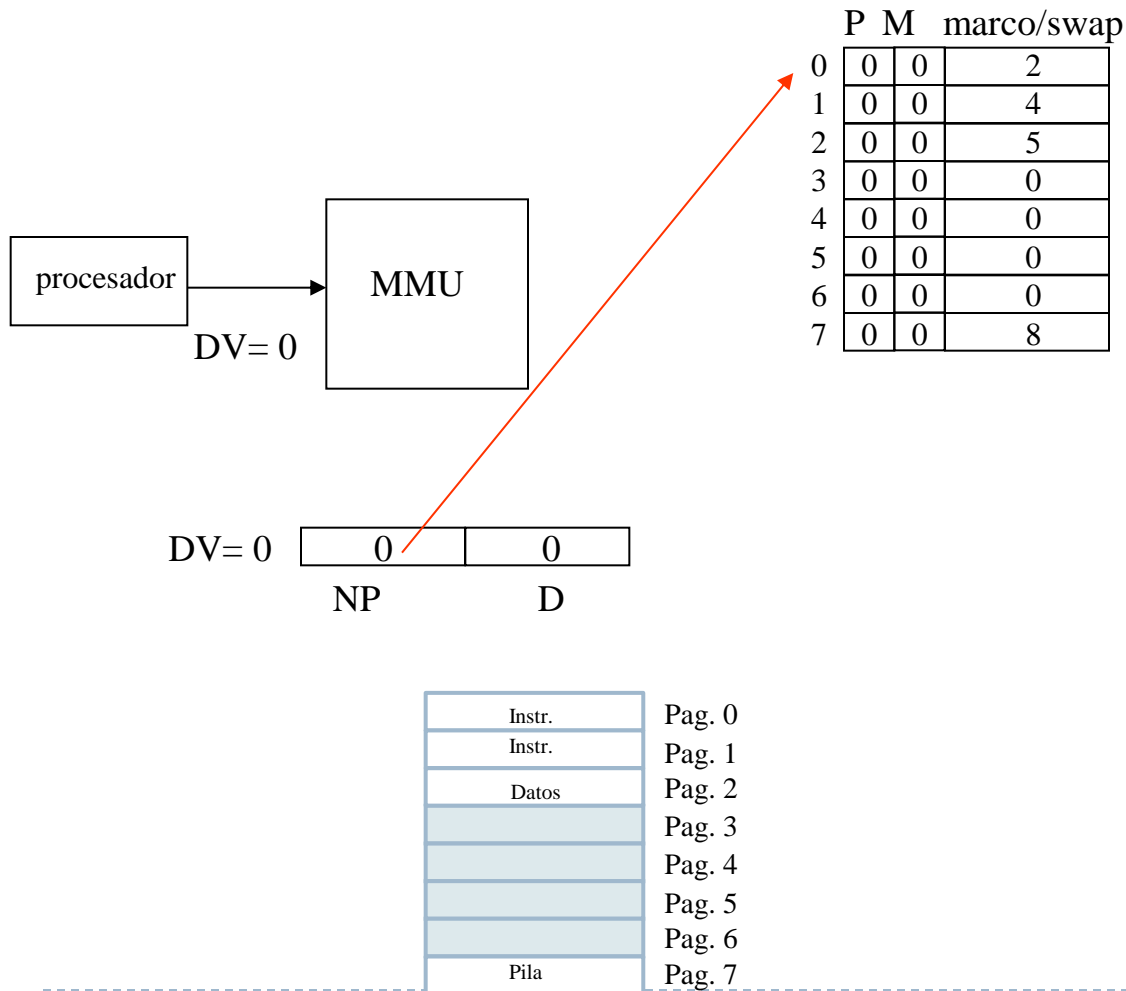 P M marco/swap
0 0 0 2
1 0 0 4
2 0 0 5
3 0 0 0
4 0 0 0
5 0 0 0
6 0 0 0
7 0 0 8
procesador
MMU
DV= 0
DV= 0 0 0
NP D
Instr. Pag. 0
Instr. Pag. 1
Datos Pag. 2
Pag. 3
Pag. 4
Pag. 5
Pag. 6
Pila Pag. 7